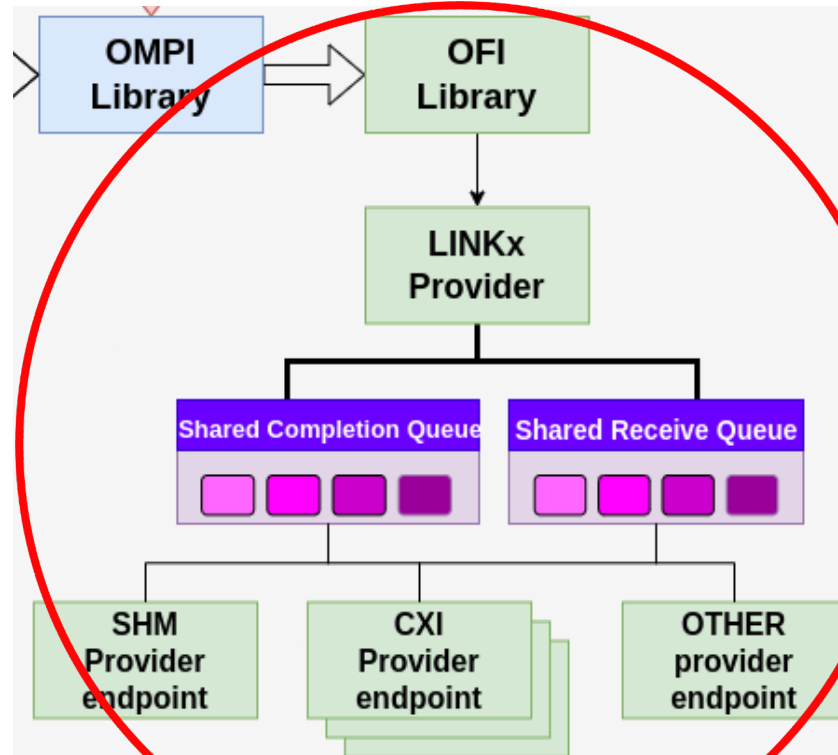 OMPI
Library
OFI
Library
LINKx
Provider
Shared Completion Queue
Shared Receive Queue
SHM
Provider
endpoint
CXI
Provider
endpoint
OTHER
provider
endpoint